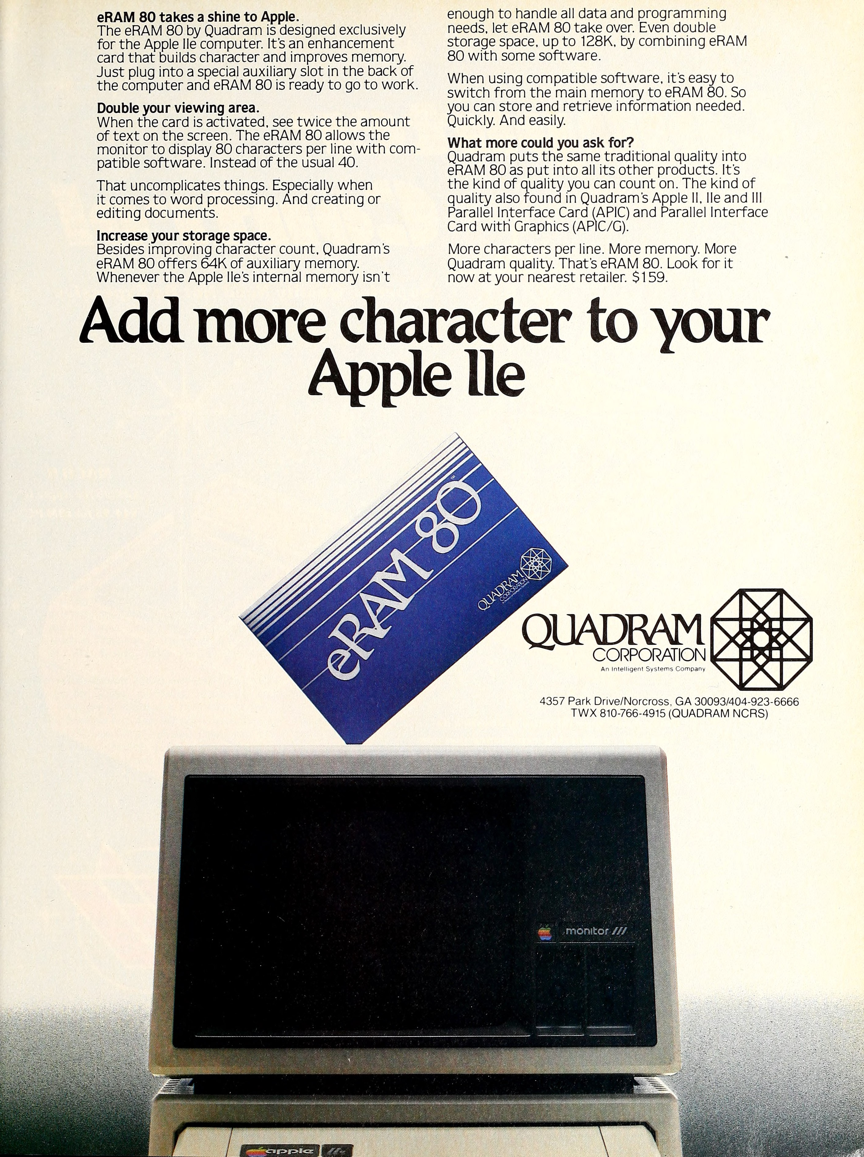 eRAM 80 takes a shine to Apple.
The eRAM 80 by Quadram is designed exclusively
for the Apple IIe computer. It's an enhancement
card that builds character and improves memory.
Just plug into a special auxiliary slot in the back of
the computer and eRAM 80 is ready to go to work.
Double your viewing area.
When the card is activated, see twice the amount
of text on the screen. The eRAM 80 allows the
monitor to display 80 characters per line with com-
patible software. Instead of the usual 40.
That uncomplicates things. Especially when
it comes to word processing. And creating or
editing documents.
Increase your storage space.
Besides improving character count, Quadram's
eRAM 80 offers 64K of auxiliary memory.
Whenever the Apple IIe's internal memory isn't
enough to handle all data and programming
needs, let eRAM 80 take over. Even double
storage space, up to 128K, by combining eRAM
80 with some software.
When using compatible software, it's easy to
switch from the main memory to eRAM 80. So
you can store and retrieve information needed.
Quickly. And easily.
What more could you ask for?
Quadram puts the same traditional quality into
eRAM 80 as put into all its other products. It's
the kind of quality you can count on. The kind of
quality also found in Quadram's Apple II, IIe and III
Parallel Interface Card (APIC) and Parallel Interface
Card with Graphics (APIC/G).
More characters per line. More memory. More
Quadram quality. That's eRAM 80. Look for it
now at your nearest retailer. $159.
Add more character to your
Apple IIe
eRAM 80
QUADRAM
CORPORATION
QUADRAM
CORPORATION
An Intelligent Systems Company
4357 Park Drive/Norcross, GA 30093/404-923-6666
TWX 810-766-4915 (QUADRAM NCRS)
monitor ///
apple IIe